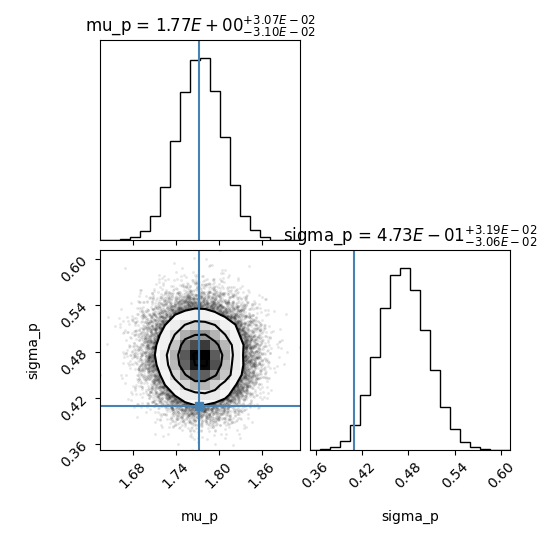 mu_p = 1.77E + 00+3.07E − 02 −3.10E − 02
sigma_p = 4.73E − 01+3.19E − 02 −3.06E − 02
sigma_p
0.60
0.54
0.48
0.42
0.36
1.68 1.74 1.80 1.86
0.36 0.42 0.48 0.54 0.60
mu_p
sigma_p